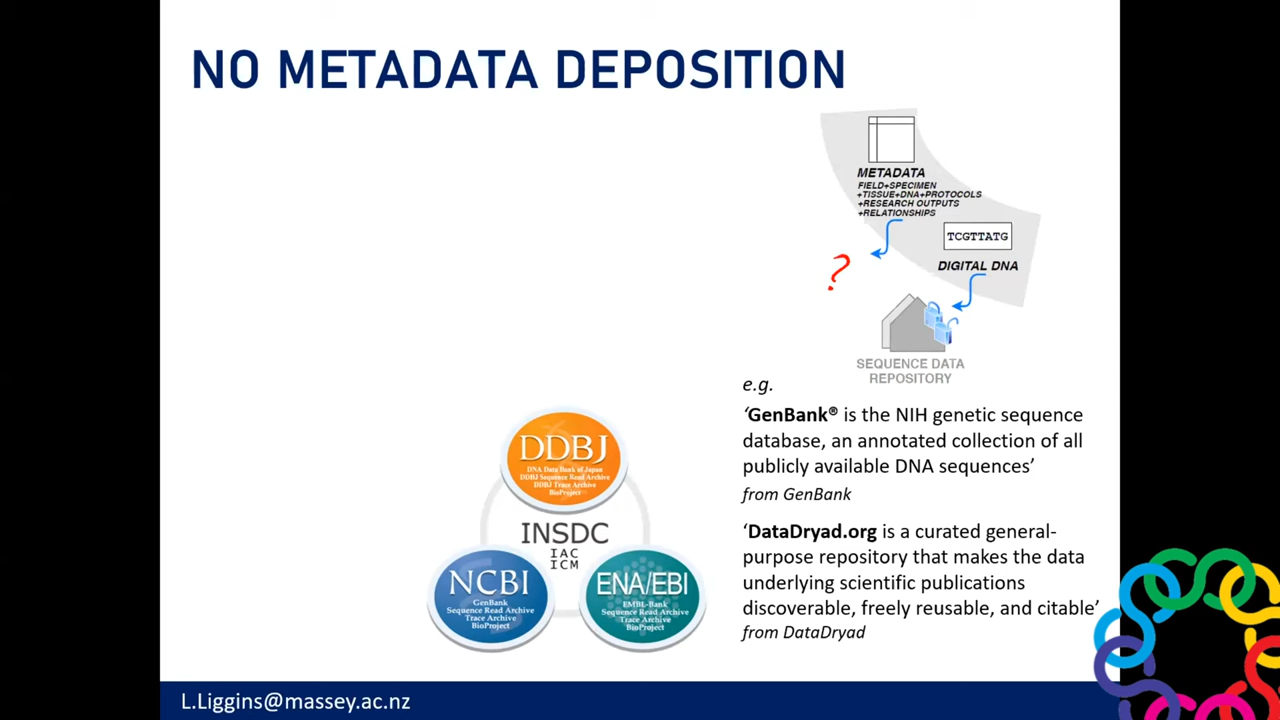 NO METADATA DEPOSITION
METADATA
FIELD+SPECIMEN
+TISSUE+DNA+PROTOCOLS
+RESEARCH OUTPUTS
+RELATIONSHIPS
TCGTTATG
DIGITAL DNA
?
SEQUENCE DATA
REPOSITORY
e.g.
‘GenBank® is the NIH genetic sequence
database, an annotated collection of all
publicly available DNA sequences’
from GenBank
‘DataDryad.org is a curated general-
purpose repository that makes the data
underlying scientific publications
discoverable, freely reusable, and citable’
from DataDryad
DDBJ
DNA Data Bank of Japan
DDBJ Sequence Read Archive
DDBJ Trace Archive
BioProject
INSDC
IAC
ICM
NCBI
GenBank
Sequence Read Archive
Trace Archive
BioProject
ENA/EBI
EMBL-Bank
Sequence Read Archive
Trace Archive
BioProject
L.Liggins@massey.ac.nz